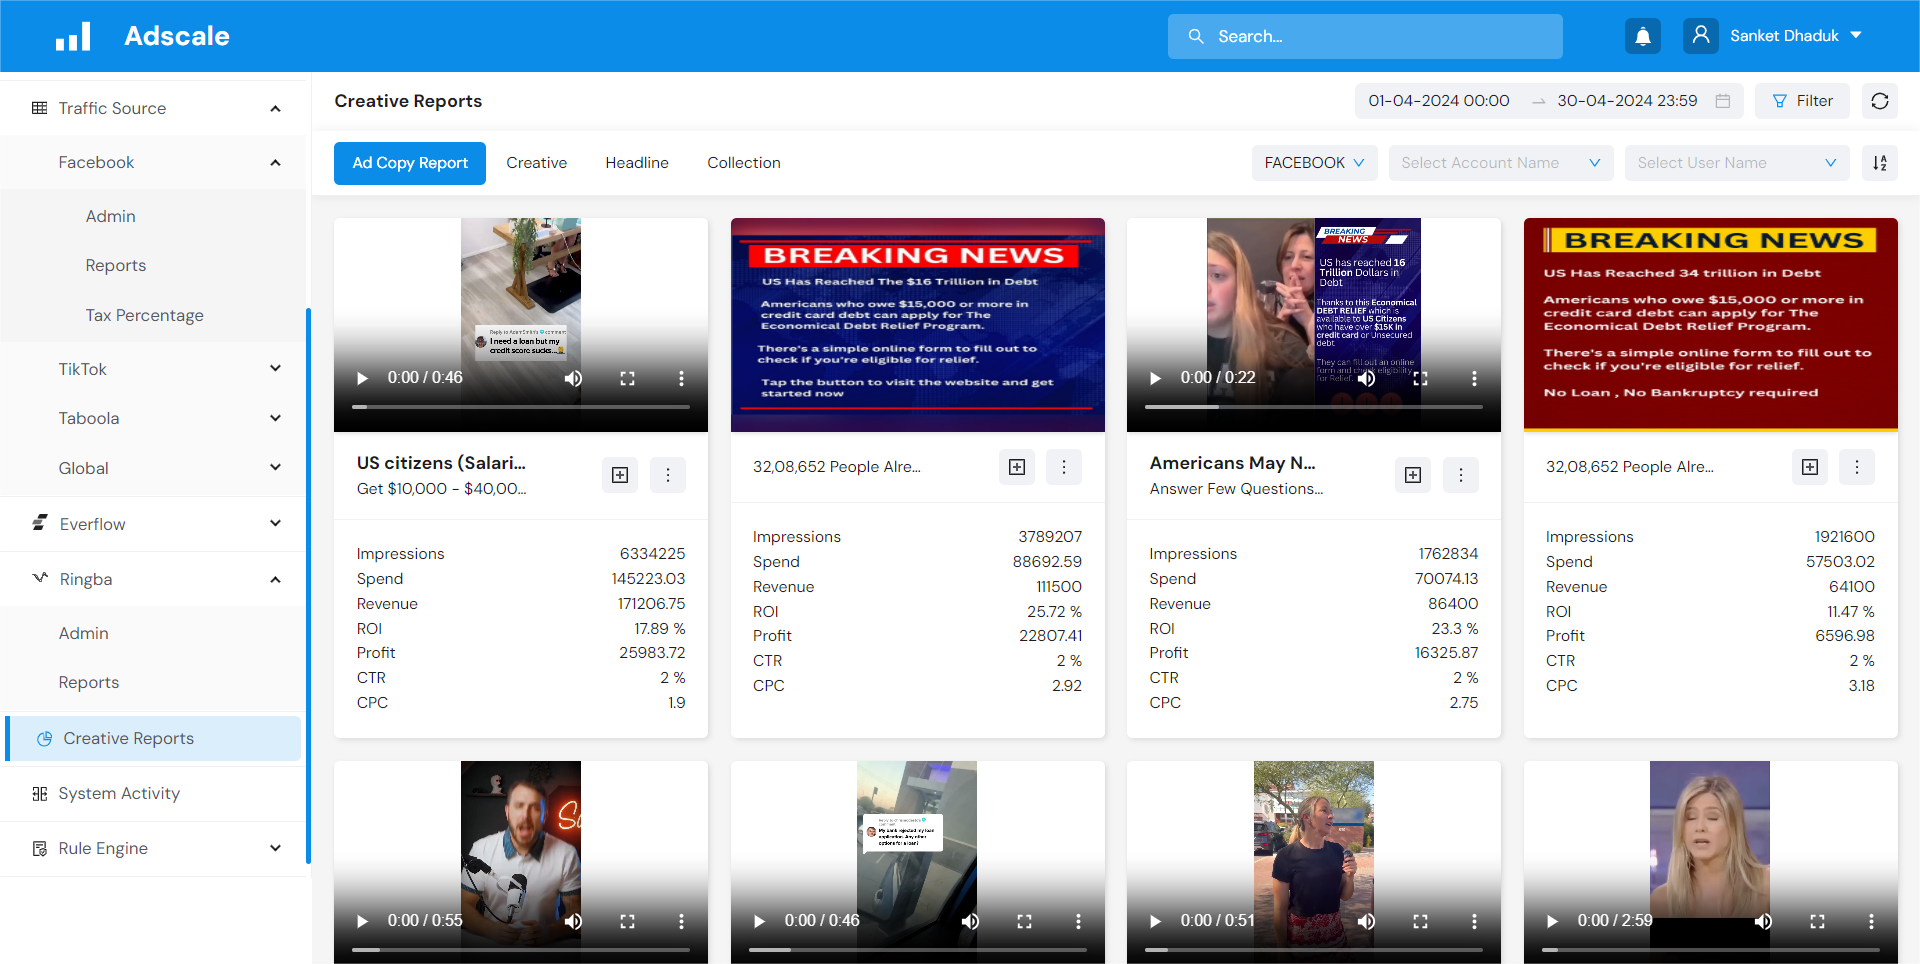 Adscale
Search...
Sanket Dhaduk
Traffic Source
Facebook
Admin
Reports
Tax Percentage
TikTok
Taboola
Global
Everflow
Ringba
Admin
Reports
Creative Reports
System Activity
Rule Engine
Creative Reports
01-04-2024 00:00
30-04-2024 23:59
Filter
Ad Copy Report
Creative
Headline
Collection
FACEBOOK
Select Account Name
Select User Name
Reply to AdamSmith's comment
I need a loan but my
credit score sucks...
0:00 / 0:46
US citizens (Salari...
Get $10,000 - $40,00...
Impressions 6334225
Spend 145223.03
Revenue 171206.75
ROI 17.89 %
Profit 25983.72
CTR 2 %
CPC 1.9
BREAKING NEWS
US Has Reached The $16 Trillion in Debt
Americans who owe $15,000 or more in
credit card debt can apply for The
Economical Debt Relief Program.
There's a simple online form to fill out to
check if you're eligible for relief.
Tap the button to visit the website and get
started now
32,08,652 People Alre...
Impressions 3789207
Spend 88692.59
Revenue 111500
ROI 25.72 %
Profit 22807.41
CTR 2 %
CPC 2.92
BREAKING
NEWS
US has reached 16
Trillion Dollars in
Debt
Thanks to this Economical
DEBT RELIEF which is
available to US Citizens
who have over $15K in
credit card or Unsecured
debt
They can fill out an online
form and check eligibility
for Relief.
0:00 / 0:22
Americans May N...
Answer Few Questions...
Impressions 1762834
Spend 70074.13
Revenue 86400
ROI 23.3 %
Profit 16325.87
CTR 2 %
CPC 2.75
BREAKING NEWS
US Has Reached 34 trillion in Debt
Americans who owe $15,000 or more in
credit card debt can apply for The
Economical Debt Relief Program.
There's a simple online form to fill out to
check if you're eligible for relief.
No Loan , No Bankruptcy required
32,08,652 People Alre...
Impressions 1921600
Spend 57503.02
Revenue 64100
ROI 11.47 %
Profit 6596.98
CTR 2 %
CPC 3.18
0:00 / 0:55
comment
My bank rejected my loan
application. Any other
options for a loan?
0:00 / 0:46
0:00 / 0:51
0:00 / 2:59